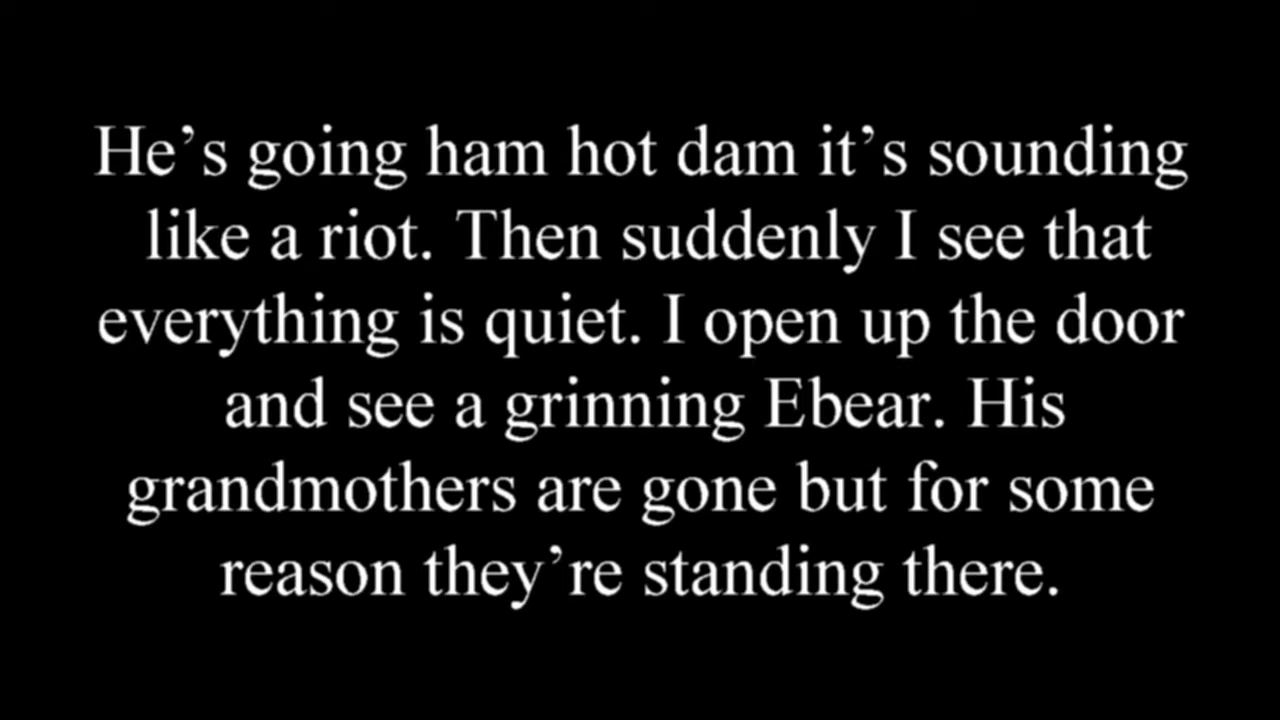 He’s going ham hot dam it’s sounding
like a riot. Then suddenly I see that
everything is quiet. I open up the door
and see a grinning Ebear. His
grandmothers are gone but for some
reason they’re standing there.